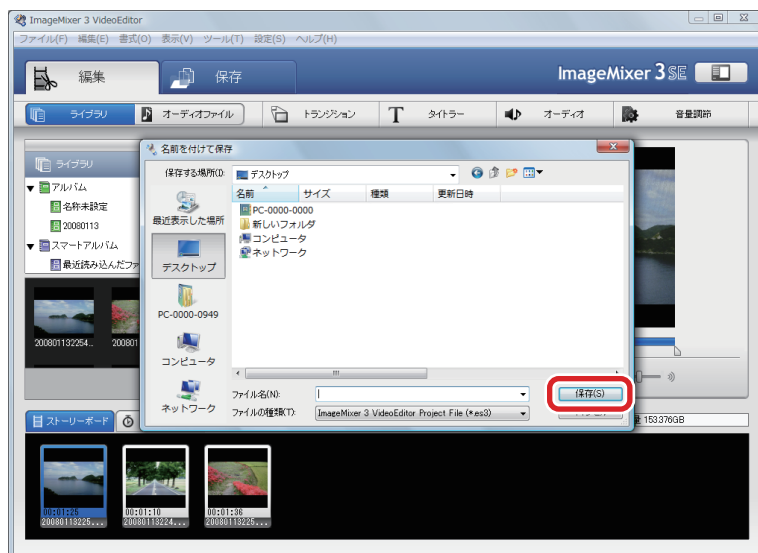 ImageMixer 3 VideoEditor
ファイル(F) 編集(E) 書式(O) 表示(V) ツール(T) 設定(S) ヘルプ(H)
編集 保存 ImageMixer 3 SE
ライブラリ オーディオファイル トランジション T タイトラー オーディオ 音量調節
名前を付けて保存
ライブラリ
保存する場所(I): デスクトップ
名前 サイズ 種類 更新日時
アルバム
名称未設定
20080113
スマートアルバム
最近読み込んだファ
最近表示した場所
デスクトップ
PC-0000-0949
コンピュータ
ネットワーク
PC-0000-0000
新しいフォルダ
コンピュータ
ネットワーク
200801132254... 200801
ファイル名(N): 保存(S)
ファイルの種類(T): ImageMixer 3 VideoEditor Project File (*.es3)
ストーリーボード 153.376GB
00:01:25 00:01:10 00:01:36
20080113225... 20080113224... 20080113225...